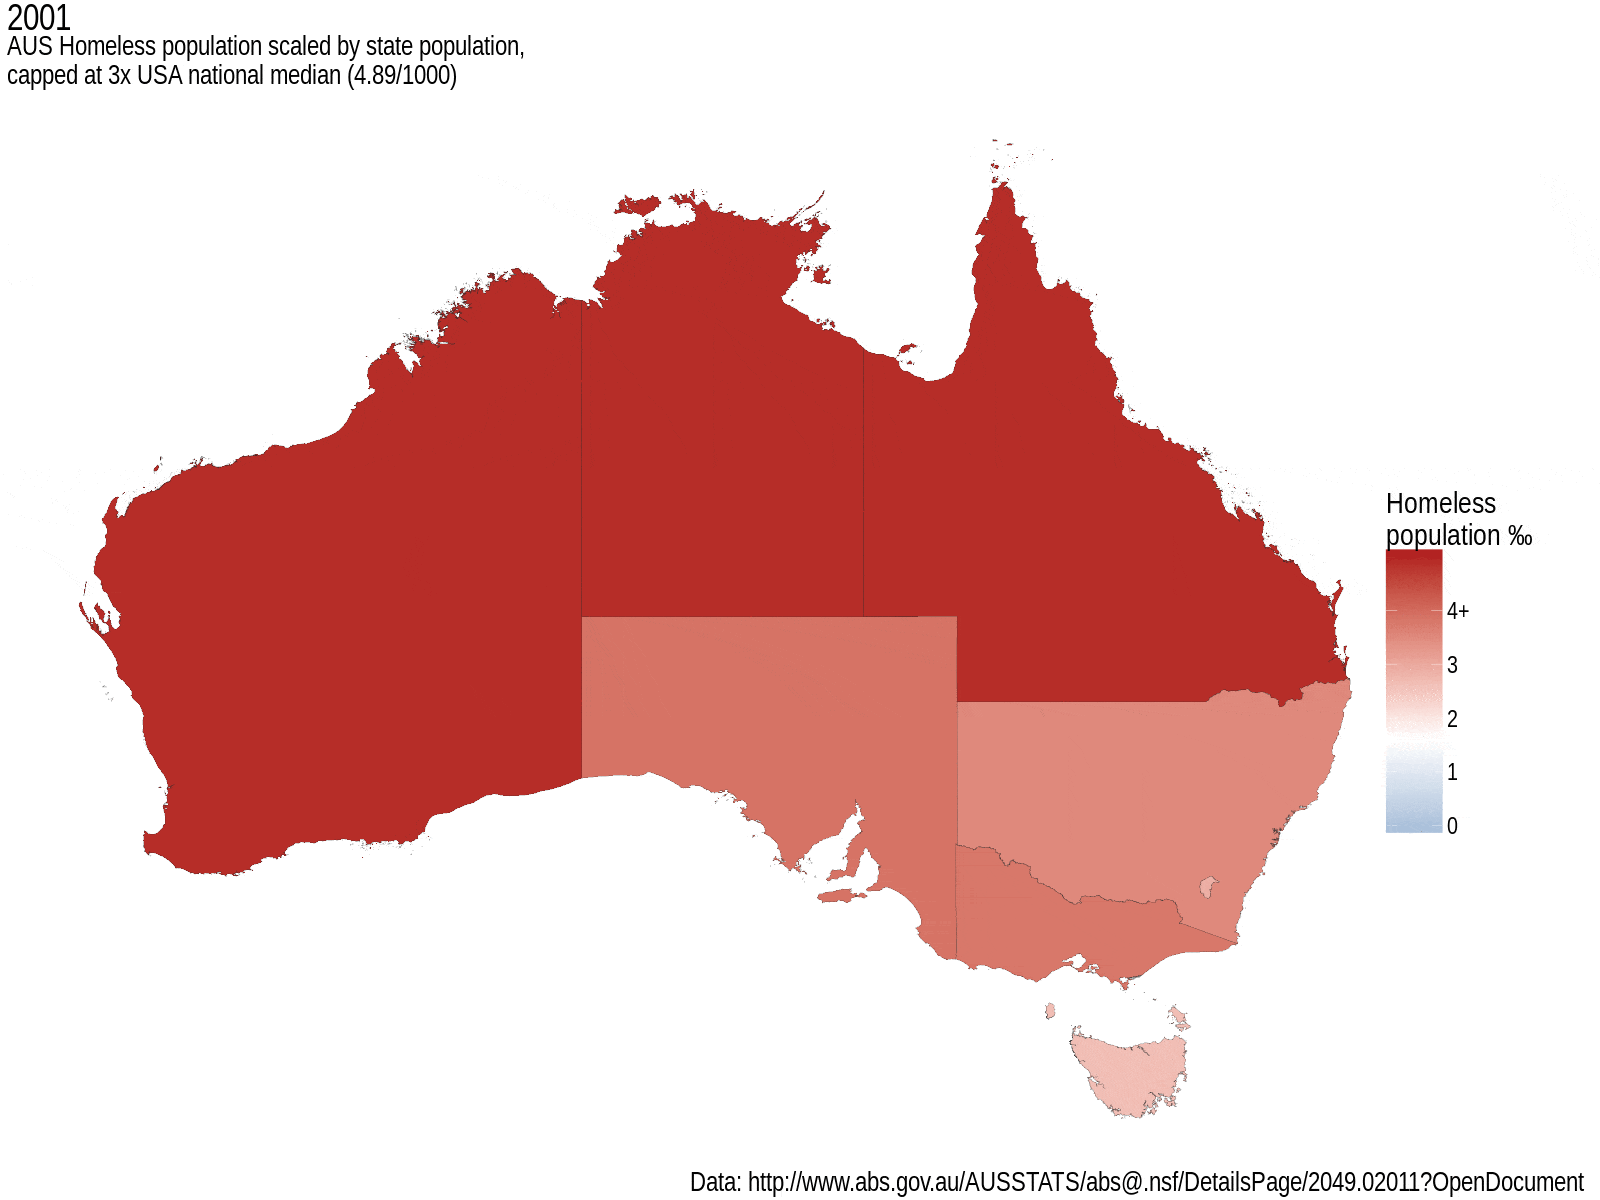 2001
AUS Homeless population scaled by state population,
capped at 3x USA national median (4.89/1000)
Homeless
population ‰
4+
3
2
1
0
Data: http://www.abs.gov.au/AUSSTATS/abs@.nsf/DetailsPage/2049.02011?OpenDocument